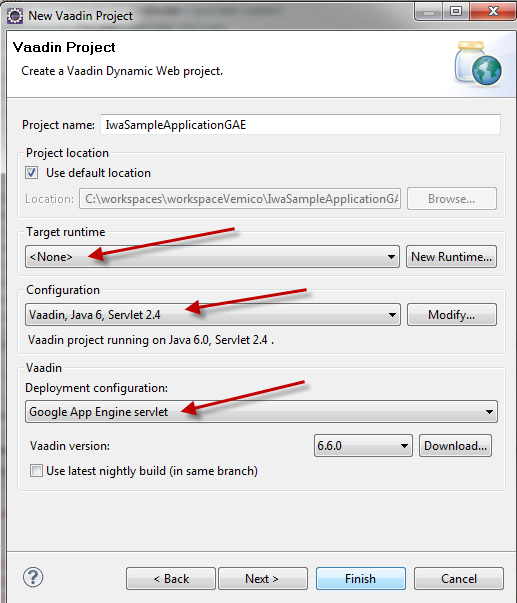 New Vaadin Project
Vaadin Project
Create a Vaadin Dynamic Web project.
Project name: IwaSampleApplicationGAE
Project location
Use default location
Location: C:\workspaces\workspaceVemico\IwaSampleApplicationGA Browse...
Target runtime
<None> New Runtime...
Configuration
Vaadin, Java 6, Servlet 2.4 Modify...
Vaadin project running on Java 6.0, Servlet 2.4 .
Vaadin
Deployment configuration:
Google App Engine servlet
Vaadin version: 6.6.0 Download...
Use latest nightly build (in same branch)
? < Back Next > Finish Cancel